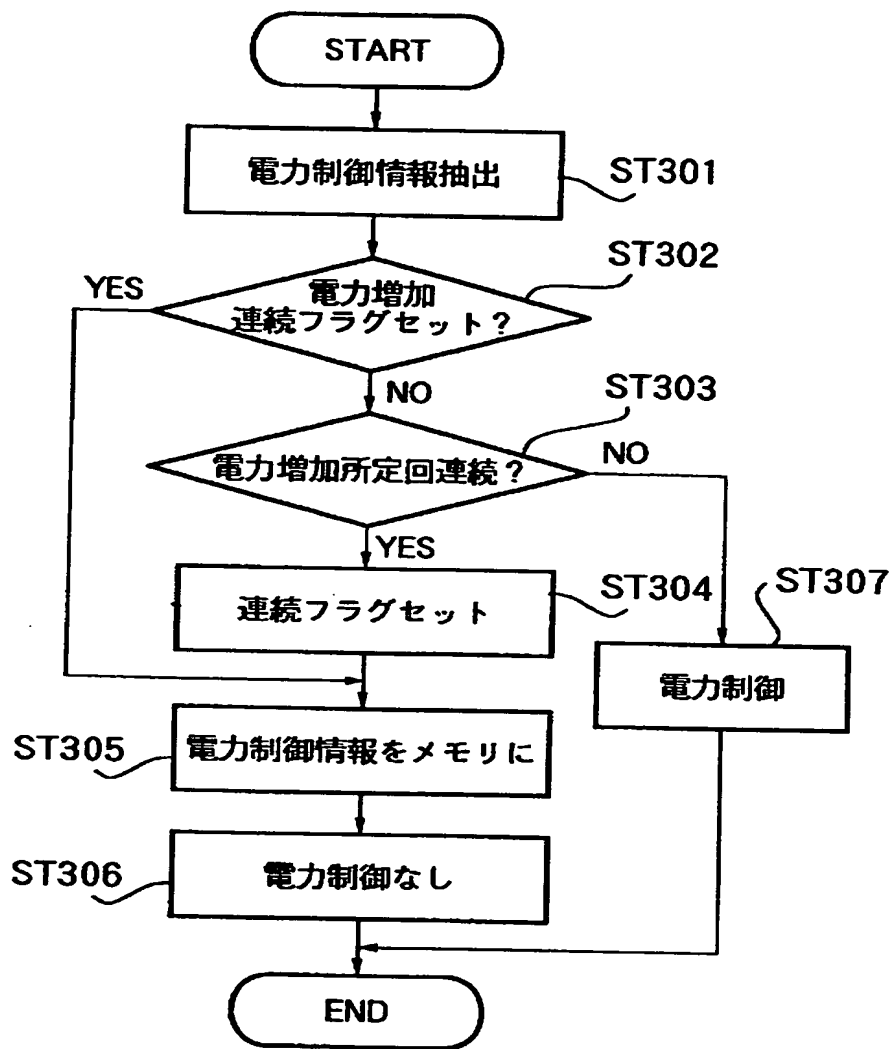 START
電力制御情報抽出
ST301
ST302
YES
電力増加
連続フラグセット?
NO
ST303
電力増加所定回連続?
NO
YES
連続フラグセット
ST304
ST307
電力制御
ST305
電力制御情報をメモリに
ST306
電力制御なし
END